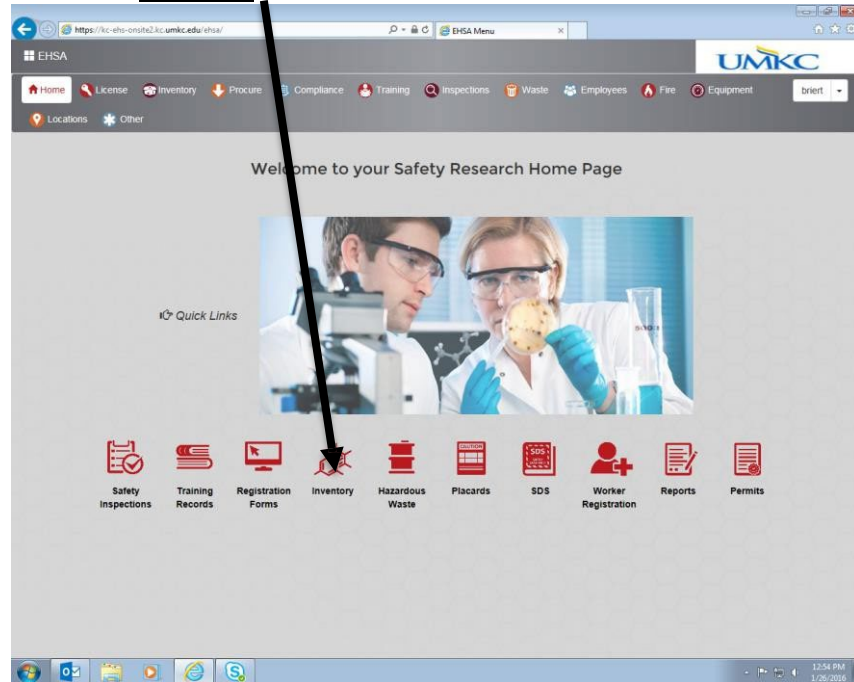 https://kc-ehs-onsite2.kc.umkc.edu/ehsa/
EHSA Menu
EHSA
UMKC
Home License Inventory Procure Compliance Training Inspections Waste Employees Fire Equipment briert
Locations Other
Welcome to your Safety Research Home Page
Quick Links
CAUTION
SDS
Safety Inspections
Training Records
Registration Forms
Inventory
Hazardous Waste
Placards
SDS
Worker Registration
Reports
Permits
12:54 PM
1/26/2016